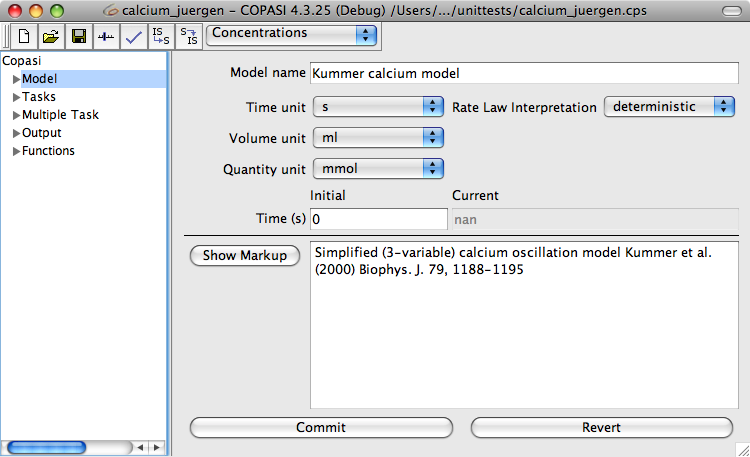 calcium_juergen - COPASI 4.3.25 (Debug) /Users/.../unittests/calcium_juergen.cps
IS S Concentrations
S IS
Copasi
Model
Tasks
Multiple Task
Output
Functions
Model name Kummer calcium model
Time unit s Rate Law Interpretation deterministic
Volume unit ml
Quantity unit mmol
Initial Current
Time (s) 0 nan
Show Markup
Simplified (3-variable) calcium oscillation model Kummer et al.
(2000) Biophys. J. 79, 1188-1195
Commit Revert